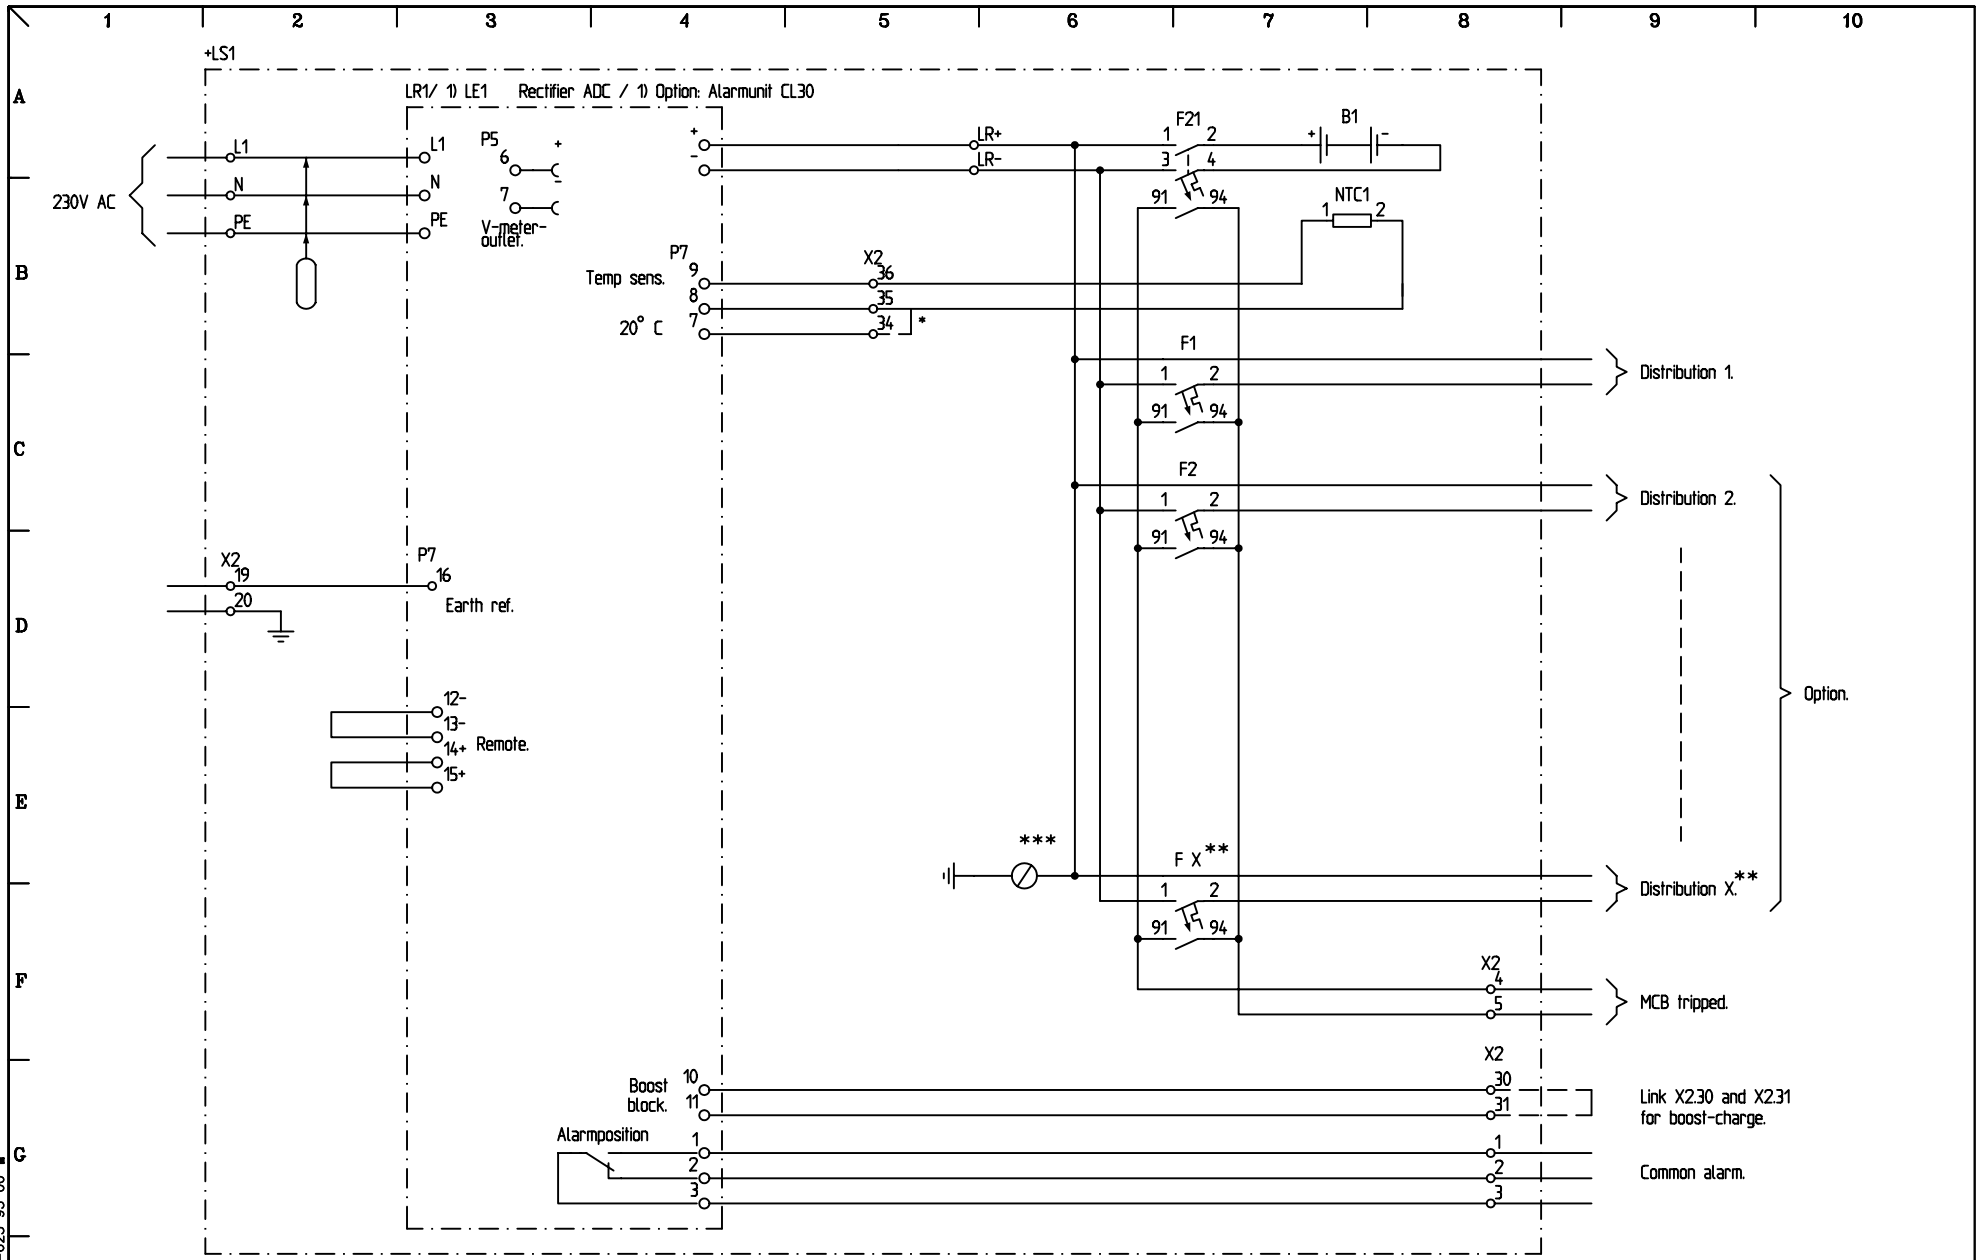 1 2 3 4 5 6 7 8 9 10
+LS1
A
LR1/ 1) LE1 Rectifier ADC / 1) Option: Alarmunit CL30
F21
B1
P5
+
+
LR+
1 2
+ -
L1
L1
6
-
LR-
3 4
-
N
N
7
91 94
NTC1
230V AC
1 2
PE
PE
V-meter-
outlet.
P7
X2
B
Temp sens.
9
36
8
35
20° C
7
34
*
F1
1 2
Distribution 1.
91 94
C
F2
1 2
Distribution 2.
91 94
X2
P7
19
16
20
Earth ref.
D
12-
13-
Option.
14+
Remote.
15+
E
***
F X**
1 2
Distribution X.**
91 94
X2
F
4
5
MCB tripped.
X2
Boost
block.
10
30
11
31
Link X2.30 and X2.31
for boost-charge.
Alarmposition
1
1
G
2
2
Common alarm.
3
3